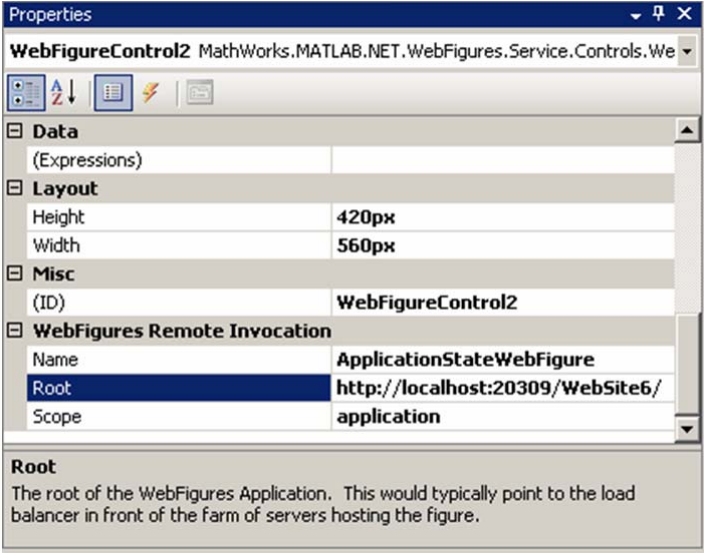 Properties
WebFigureControl2 MathWorks.MATLAB.NET.WebFigures.Service.Controls.We
Data
(Expressions)
Layout
Height 420px
Width 560px
Misc
(ID) WebFigureControl2
WebFigures Remote Invocation
Name ApplicationStateWebFigure
Root http://localhost:20309/WebSite6/
Scope application
Root
The root of the WebFigures Application. This would typically point to the load
balancer in front of the farm of servers hosting the figure.